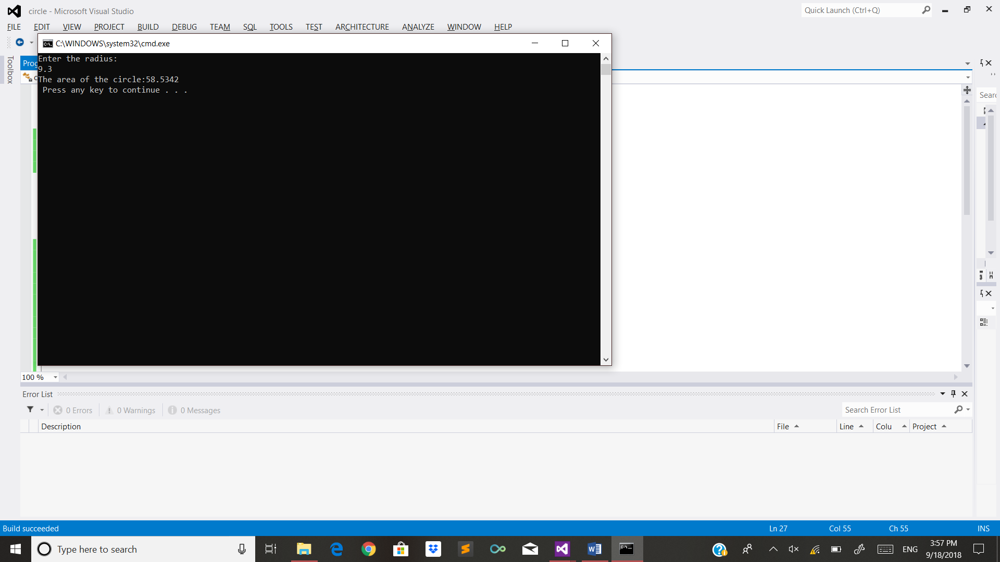 circle - Microsoft Visual Studio
Quick Launch (Ctrl+Q)
FILE EDIT VIEW PROJECT BUILD DEBUG TEAM SQL TOOLS TEST ARCHITECTURE ANALYZE WINDOW HELP
C:\WINDOWS\system32\cmd.exe
Toolbox
Enter the radius:
9.3
The area of the circle:58.5342
Press any key to continue . . .
100 %
Error List
0 Errors
0 Warnings
0 Messages
Search Error List
Description File Line Colu Project
Build succeeded
Ln 27 Col 55 Ch 55 INS
Type here to search
ENG
3:57 PM
9/18/2018